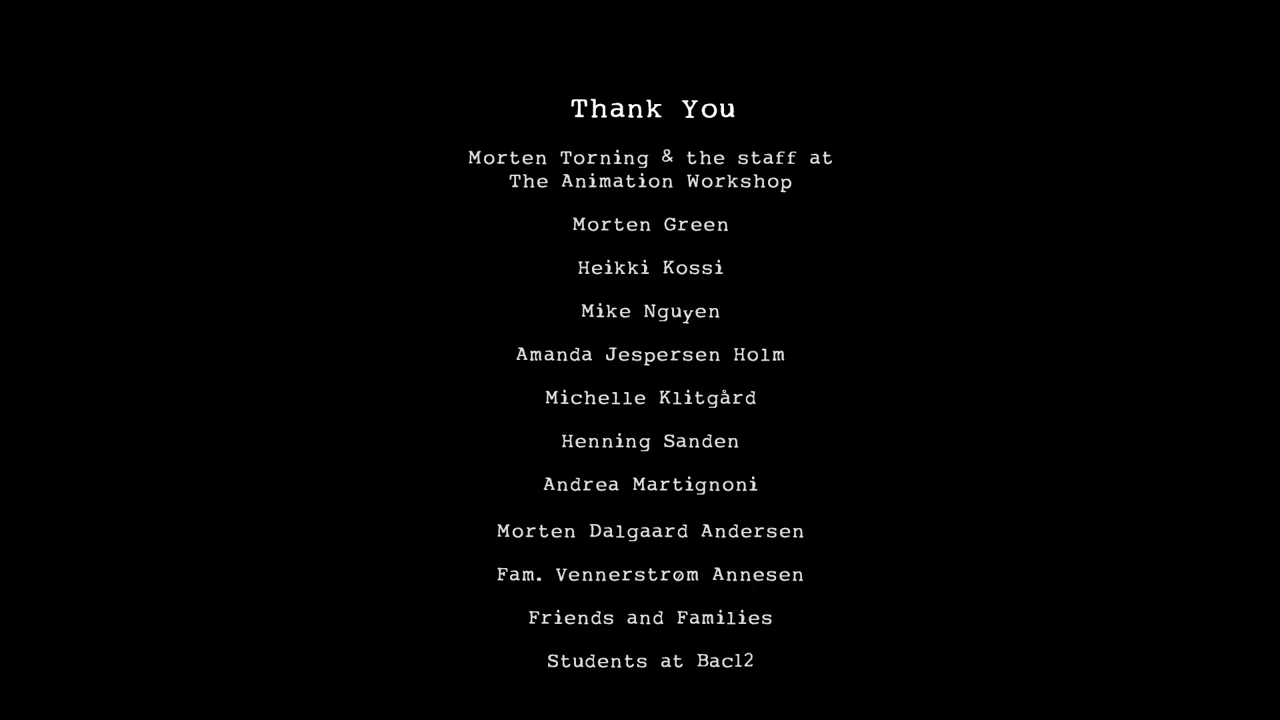 Thank You
Morten Torning & the staff at
The Animation Workshop
Morten Green
Heikki Kossi
Mike Nguyen
Amanda Jespersen Holm
Michelle Klitgård
Henning Sanden
Andrea Martignoni
Morten Dalgaard Andersen
Fam. Vennerstrøm Annesen
Friends and Families
Students at Bac12